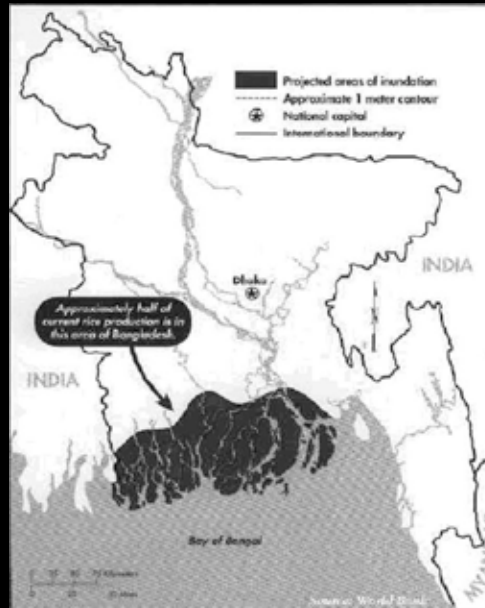 Projected areas of inundation
Approximate 1 meter contour
National capital
International boundary
INDIA
Dhaka
Approximately half of
current rice production is in
this area of Bangladesh.
INDIA
Bay of Bengal
Source: World Bank